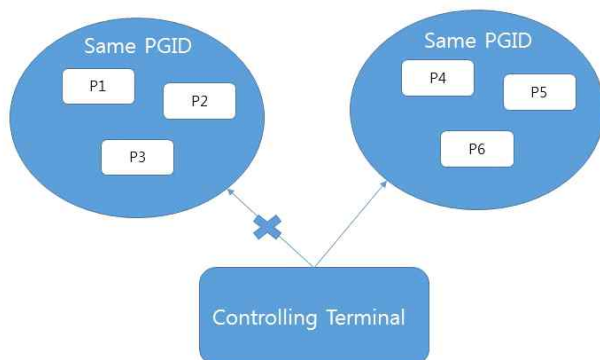 Same PGID
P1
P2
P3
Same PGID
P4
P5
P6
Controlling Terminal